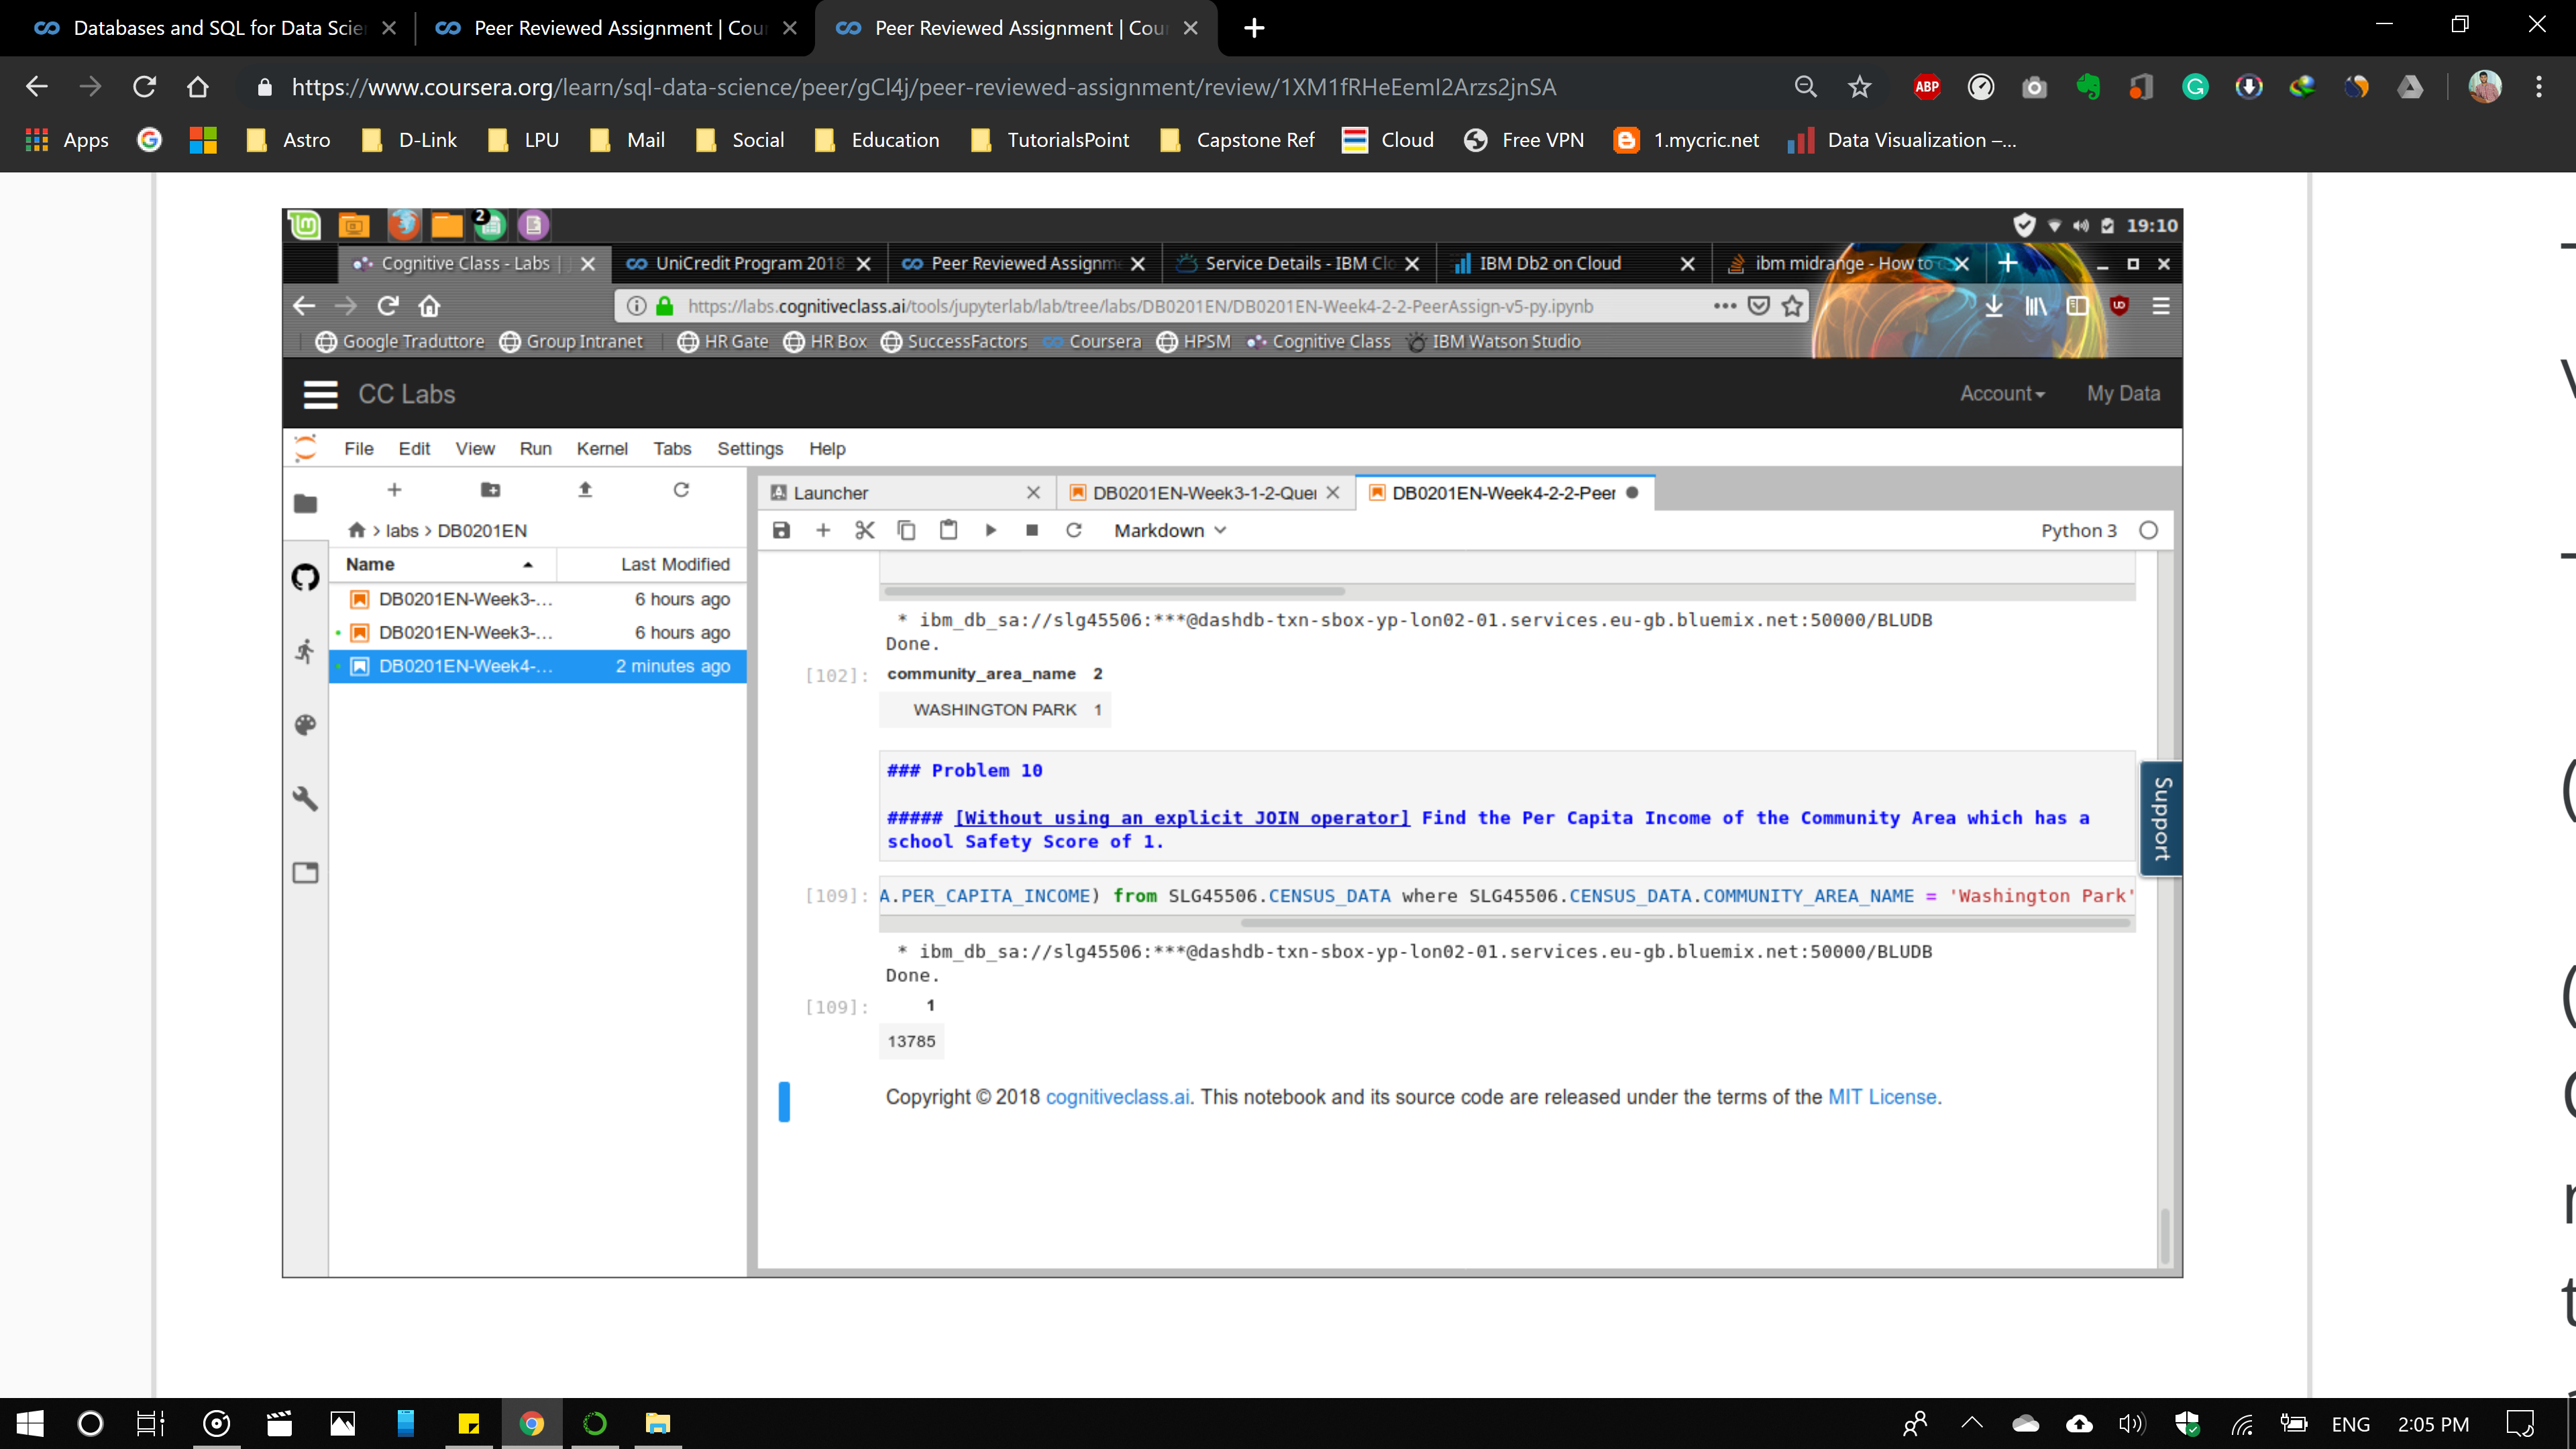 Databases and SQL for Data Scie
Peer Reviewed Assignment | Cour
Peer Reviewed Assignment | Cour
https://www.coursera.org/learn/sql-data-science/peer/gCl4j/peer-reviewed-assignment/review/1XM1fRHeEemI2Arzs2jnSA
ABP
Apps
Astro
D-Link
LPU
Mail
Social
Education
TutorialsPoint
Capstone Ref
Cloud
Free VPN
1.mycric.net
Data Visualization –...
2
19:10
Cognitive Class - Labs |
UniCredit Program 2018
Peer Reviewed Assignme
Service Details - IBM Clo
IBM Db2 on Cloud
ibm midrange - How to
https://labs.cognitiveclass.ai/tools/jupyterlab/lab/tree/labs/DB0201EN/DB0201EN-Week4-2-2-PeerAssign-v5-py.ipynb
Google Traduttore
Group Intranet
HR Gate
HR Box
SuccessFactors
Coursera
HPSM
Cognitive Class
IBM Watson Studio
CC Labs
Account
My Data
File Edit View Run Kernel Tabs Settings Help
Launcher
DB0201EN-Week3-1-2-Quer
DB0201EN-Week4-2-2-Peer
> labs > DB0201EN
Markdown
Python 3
Name Last Modified
DB0201EN-Week3-... 6 hours ago
DB0201EN-Week3-... 6 hours ago
DB0201EN-Week4-... 2 minutes ago
* ibm_db_sa://slg45506:***@dashdb-txn-sbox-yp-lon02-01.services.eu-gb.bluemix.net:50000/BLUDB
Done.
[102]: community_area_name 2
WASHINGTON PARK 1
### Problem 10
##### [Without using an explicit JOIN operator] Find the Per Capita Income of the Community Area which has a
school Safety Score of 1.
[109]: A.PER_CAPITA_INCOME) from SLG45506.CENSUS_DATA where SLG45506.CENSUS_DATA.COMMUNITY_AREA_NAME = 'Washington Park'
* ibm_db_sa://slg45506:***@dashdb-txn-sbox-yp-lon02-01.services.eu-gb.bluemix.net:50000/BLUDB
Done.
[109]: 1
13785
Copyright © 2018 cognitiveclass.ai. This notebook and its source code are released under the terms of the MIT License.
Support
ENG
2:05 PM